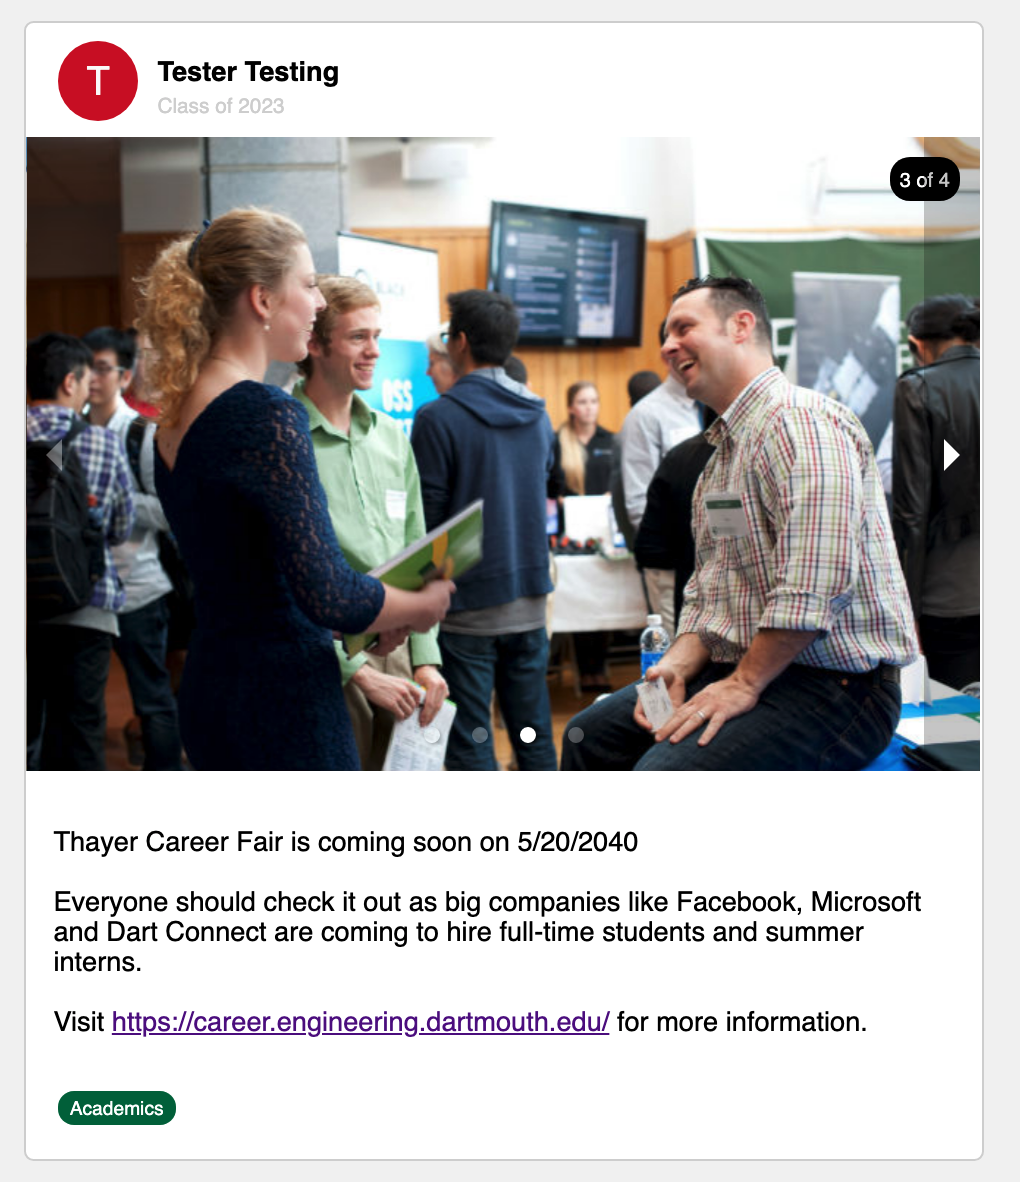 T
Tester Testing
Class of 2023
3 of 4
BLACK
OSS
Thayer Career Fair is coming soon on 5/20/2040
Everyone should check it out as big companies like Facebook, Microsoft
and Dart Connect are coming to hire full-time students and summer
interns.
Visit https://career.engineering.dartmouth.edu/ for more information.
Academics